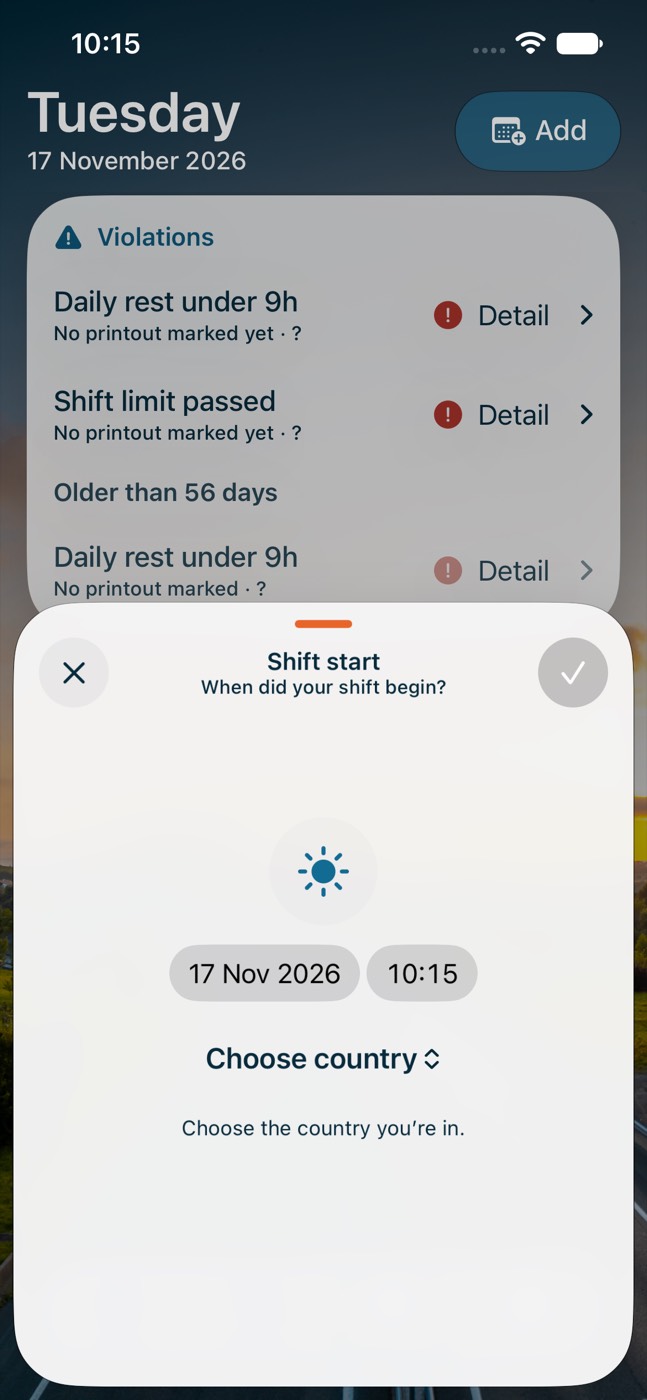 10:15
Tuesday
17 November 2026
Add
Violations
Daily rest under 9h
No printout marked yet · ?
Detail
Shift limit passed
No printout marked yet · ?
Detail
Older than 56 days
Daily rest under 9h
No printout marked · ?
Detail
Shift start
When did your shift begin?
17 Nov 2026
10:15
Choose country
Choose the country you’re in.